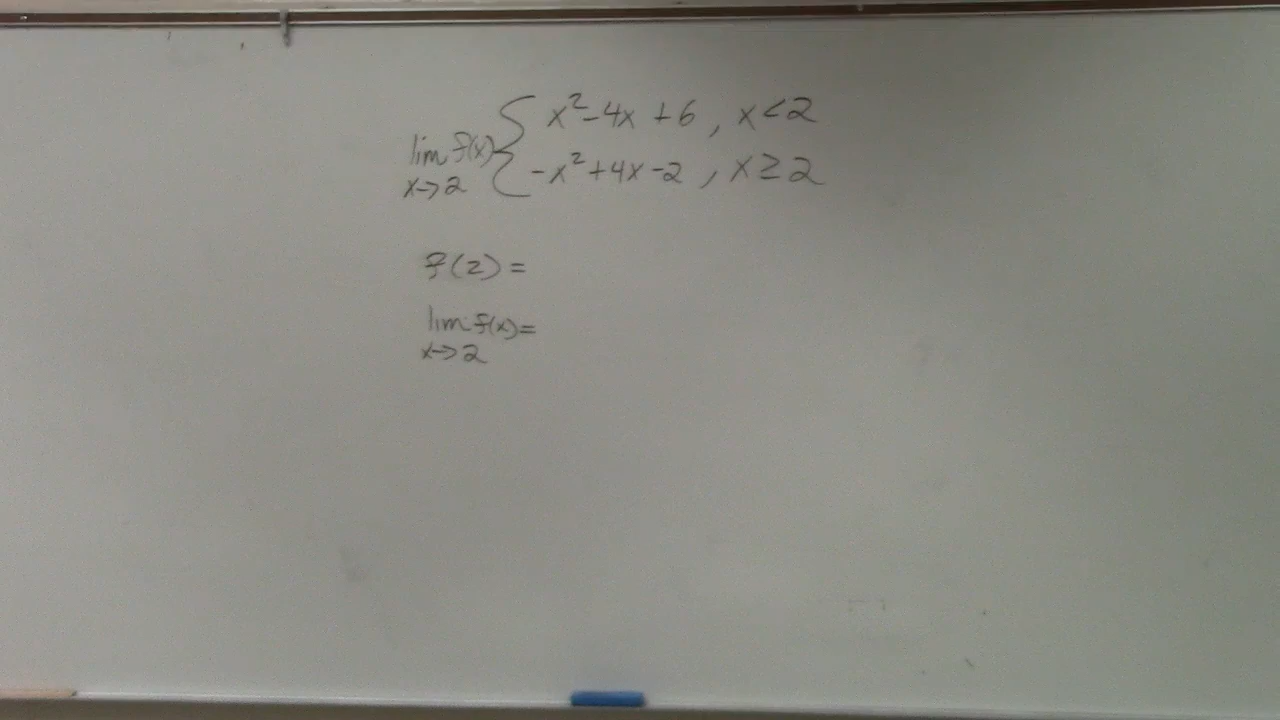 lim f(x) { x² - 4x + 6 , x < 2
x→2 { -x² + 4x - 2 , x ≥ 2
f(2) =
lim f(x) =
x→2